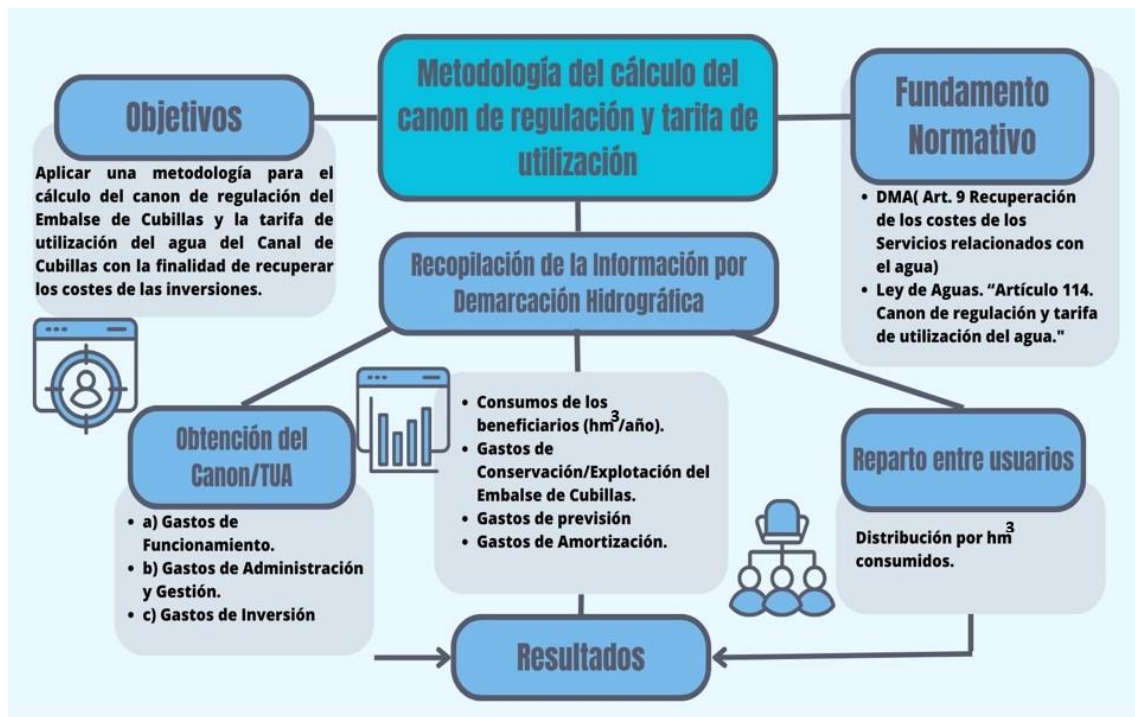 Metodología del cálculo del
canon de regulación y tarifa de
utilización
Objetivos
Aplicar una metodología para el
cálculo del canon de regulación del
Embalse de Cubillas y la tarifa de
utilización del agua del Canal de
Cubillas con la finalidad de recuperar
los costes de las inversiones.
Fundamento
Normativo
• DMA( Art. 9 Recuperación
de los costes de los
Servicios relacionados con
el agua)
• Ley de Aguas. “Artículo 114.
Canon de regulación y tarifa
de utilización del agua."
Recopilación de la Información por
Demarcación Hidrográfica
Obtención del
Canon/TUA
• a) Gastos de
Funcionamiento.
• b) Gastos de Administración
y Gestión.
• c) Gastos de Inversión
• Consumos de los
beneficiarios (hm³/año).
• Gastos de
Conservación/Explotación del
Embalse de Cubillas.
• Gastos de previsión
• Gastos de Amortización.
Reparto entre usuarios
Distribución por hm³
consumidos.
Resultados